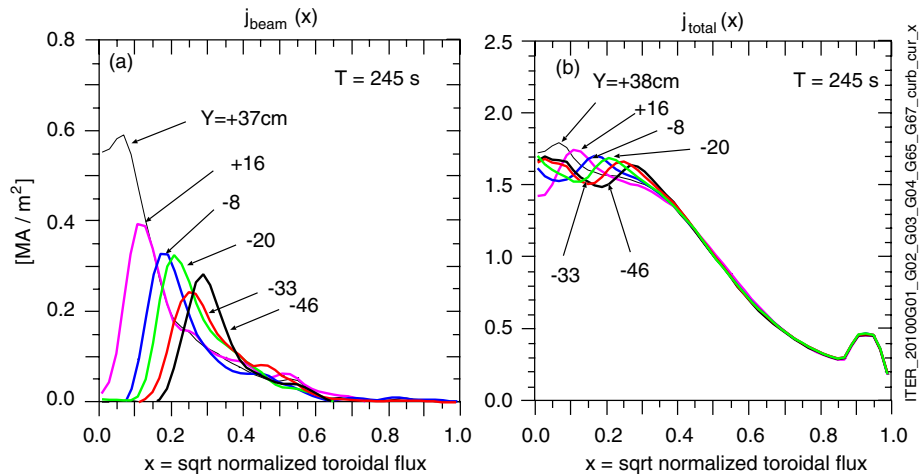 j_beam (x)
j_total(x)
0.8
(a)
T = 245 s
Y=+37cm
0.6
+16
-8
0.4
-20
-33
-46
0.2
0.0
[MA / m²]
0.0 0.2 0.4 0.6 0.8 1.0
x = sqrt normalized toroidal flux
2.5
(b)
T = 245 s
Y=+38cm
2.0
+16
-8
-20
1.5
-33
-46
1.0
0.5
0.0
0.0 0.2 0.4 0.6 0.8 1.0
x = sqrt normalized toroidal flux
ITER_20100G01_G02_G03_G04_G65_G67_curb_cur_x